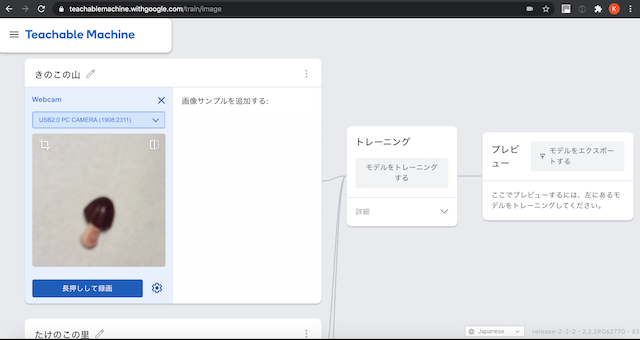 teachablemachine.withgoogle.com/train/image
K
Teachable Machine
きのこの山
Webcam
USB2.0 PC CAMERA (1908:2311)
長押しして録画
画像サンプルを追加する:
トレーニング
モデルをトレーニング
する
詳細
プレビ
ュー
モデルをエクスポー
トする
ここでプレビューするには、左にあるモ
デルをトレーニングしてください。
たけのこの里
Japanese
release-2-2-2 - 2.2.2#062770 - 83